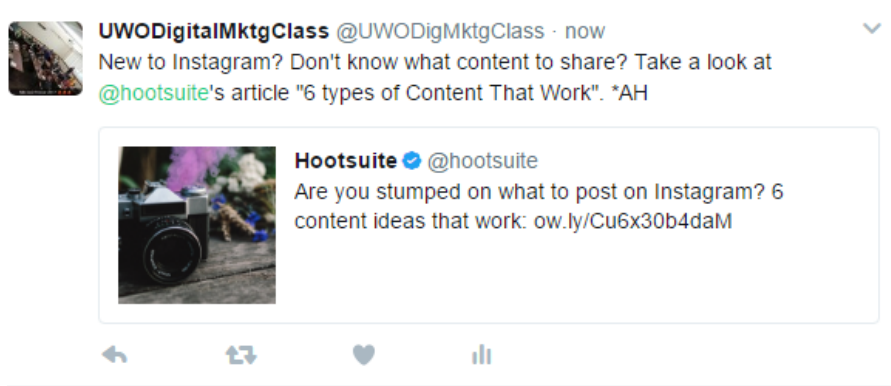 UWODigitalMktgClass @UWODigMktgClass · now
New to Instagram? Don't know what content to share? Take a look at
@hootsuite's article "6 types of Content That Work". *AH
Hootsuite @hootsuite
Are you stumped on what to post on Instagram? 6
content ideas that work: ow.ly/Cu6x30b4daM